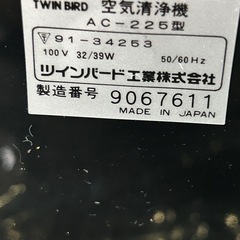 TWIN BIRD 空気清浄機
AC-225型
91-34253
100V 32/39W 50/60Hz
ツインバード工業株式会社
製造番号 9067611
MADE IN JAPAN